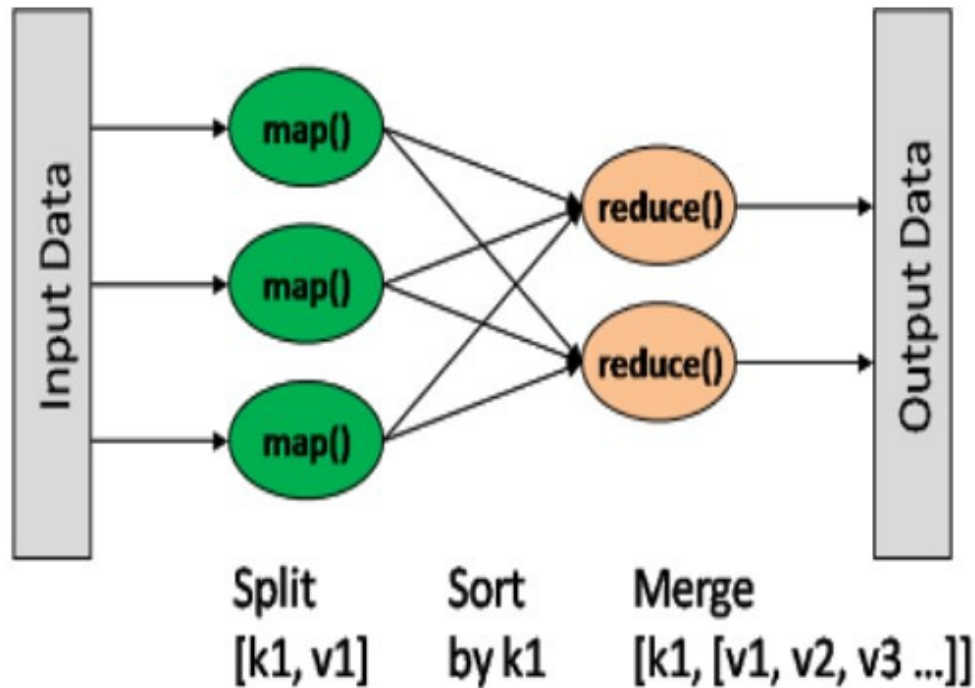 Input Data
map()
map()
map()
reduce()
reduce()
Output Data
Split
[k1, v1]
Sort
by k1
Merge
[k1, [v1, v2, v3 ...]]